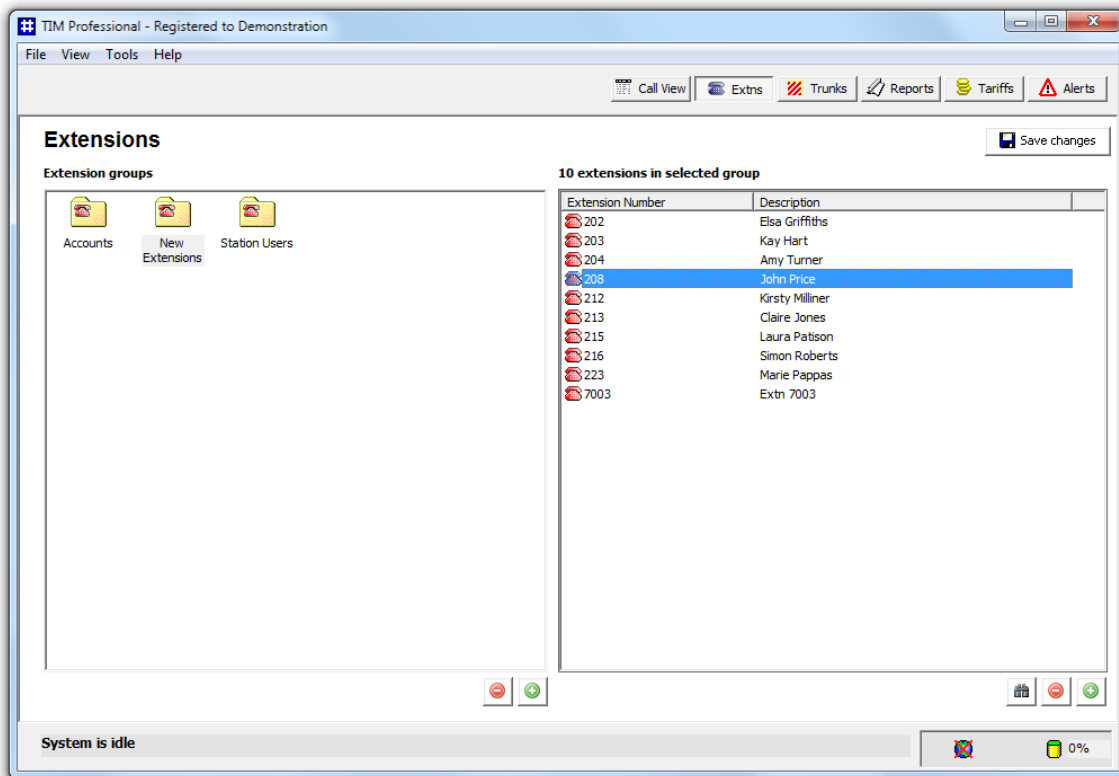 TIM Professional - Registered to Demonstration
File View Tools Help
Call View Extns Trunks Reports Tariffs Alerts
Extensions
Save changes
Extension groups
10 extensions in selected group
Accounts
New Extensions
Station Users
Extension Number Description
202 Elsa Griffiths
203 Kay Hart
204 Amy Turner
208 John Price
212 Kirsty Milliner
213 Claire Jones
215 Laura Patison
216 Simon Roberts
223 Marie Pappas
7003 Extn 7003
System is idle
0%